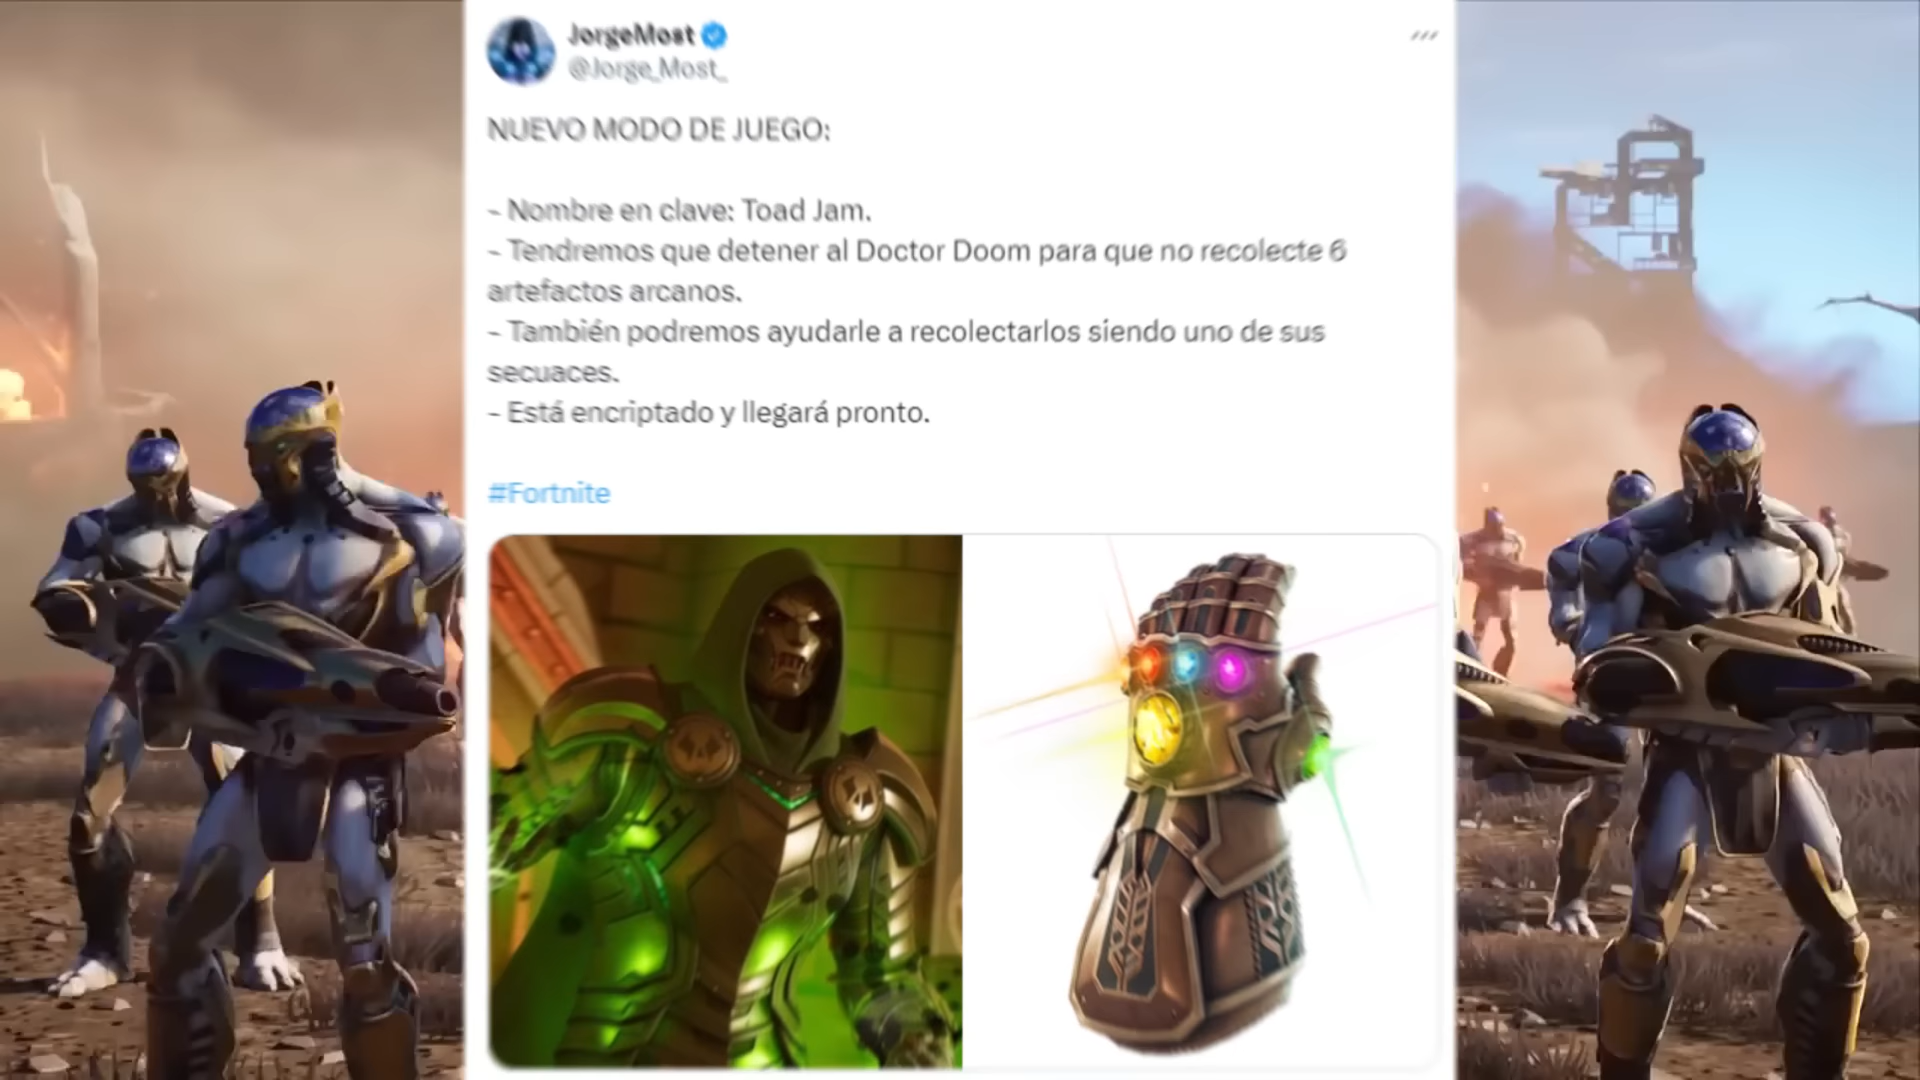 JorgeMost
@Jorge_Most_
NUEVO MODO DE JUEGO:
- Nombre en clave: Toad Jam.
- Tendremos que detener al Doctor Doom para que no recolecte 6
artefactos arcanos.
- También podremos ayudarle a recolectarlos siendo uno de sus
secuaces.
- Está encriptado y llegará pronto.
#Fortnite